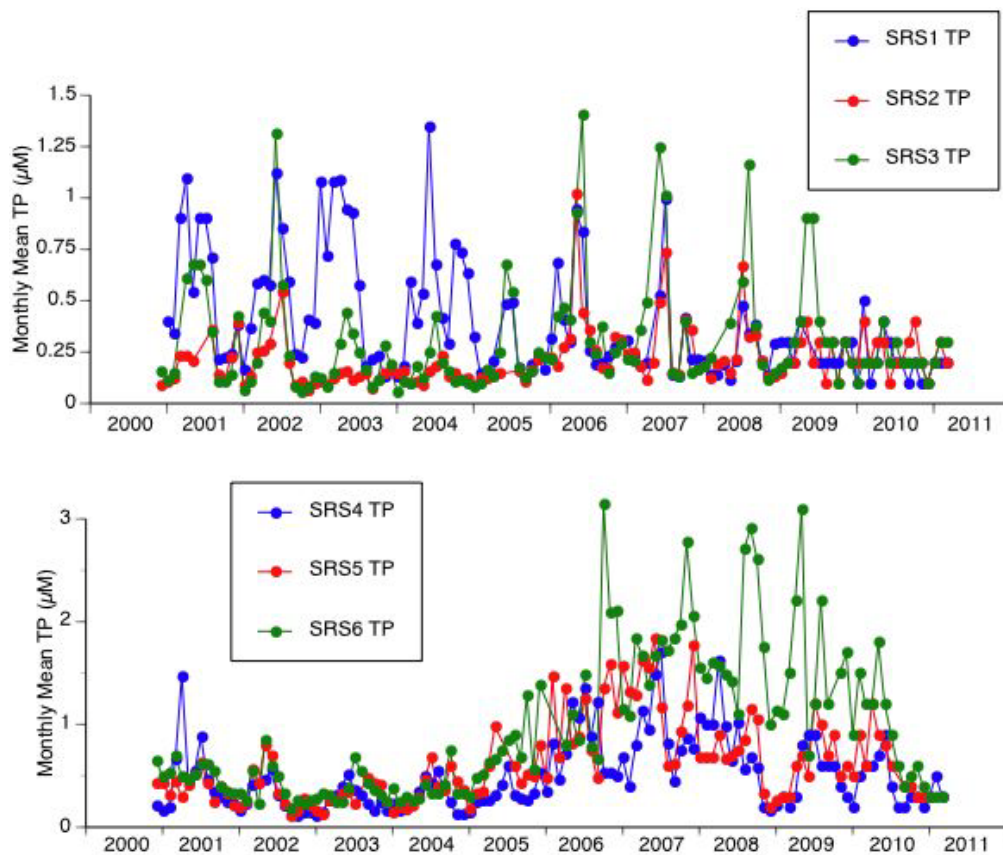 SRS1 TP
SRS2 TP
SRS3 TP
Monthly Mean TP (µM)
1.5
1.25
1
0.75
0.5
0.25
0
2000 2001 2002 2003 2004 2005 2006 2007 2008 2009 2010 2011
SRS4 TP
SRS5 TP
SRS6 TP
Monthly Mean TP (µM)
3
2
1
0
2000 2001 2002 2003 2004 2005 2006 2007 2008 2009 2010 2011